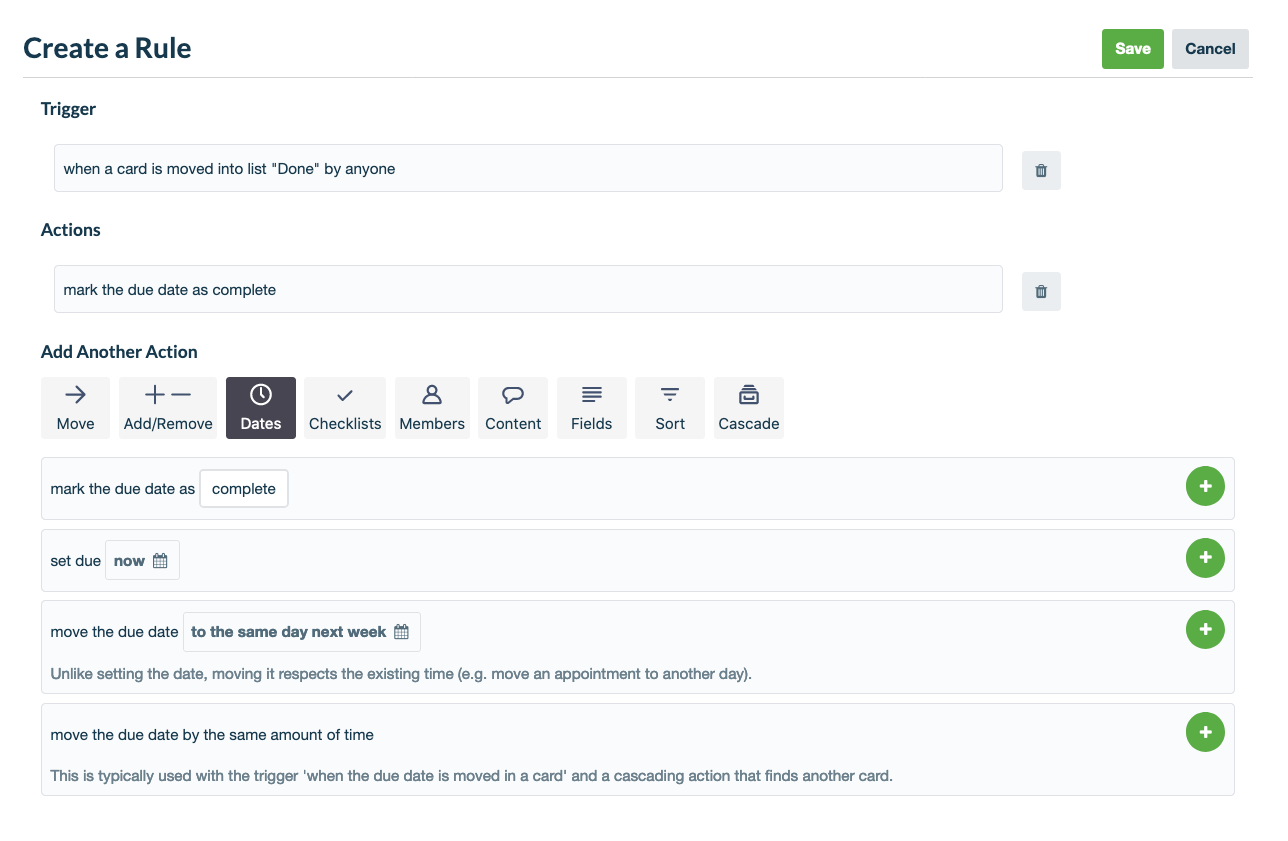 Create a Rule
Save
Cancel
Trigger
when a card is moved into list "Done" by anyone
Actions
mark the due date as complete
Add Another Action
Move
Add/Remove
Dates
Checklists
Members
Content
Fields
Sort
Cascade
mark the due date as complete
set due now
move the due date to the same day next week
Unlike setting the date, moving it respects the existing time (e.g. move an appointment to another day).
move the due date by the same amount of time
This is typically used with the trigger 'when the due date is moved in a card' and a cascading action that finds another card.